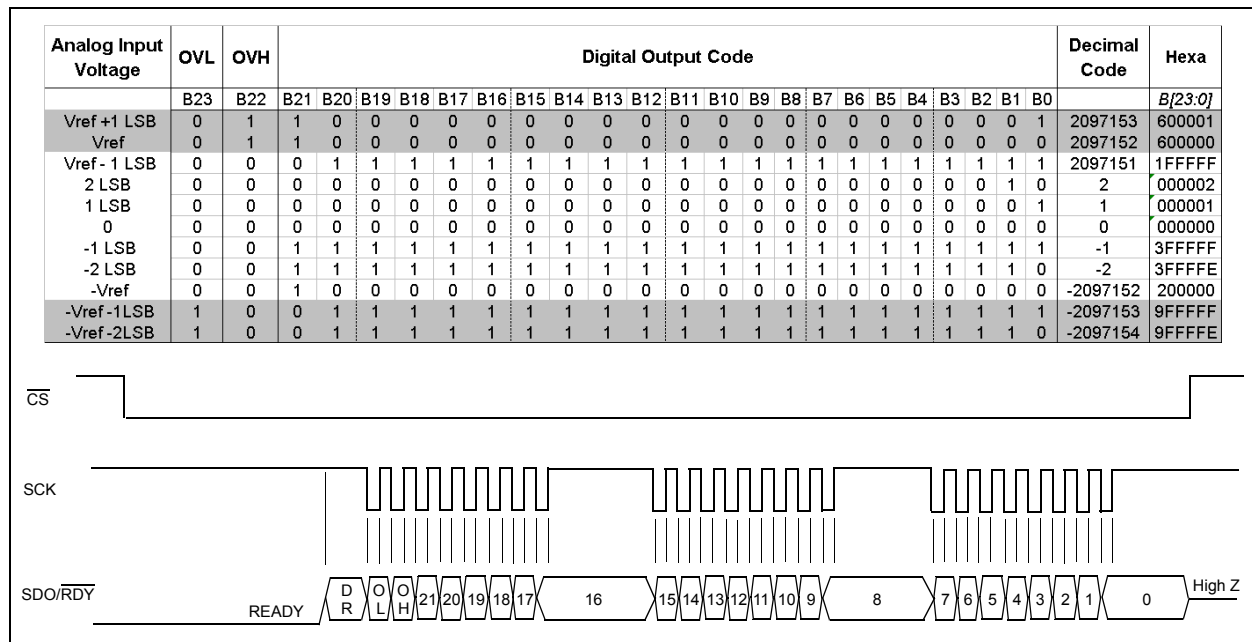 Analog Input Voltage OVL OVH Digital Output Code Decimal Code Hexa
B23 B22 B21 B20 B19 B18 B17 B16 B15 B14 B13 B12 B11 B10 B9 B8 B7 B6 B5 B4 B3 B2 B1 B0 B[23:0]
Vref +1 LSB 0 1 1 0 0 0 0 0 0 0 0 0 0 0 0 0 0 0 0 0 0 0 0 1 2097153 600001
Vref 0 1 1 0 0 0 0 0 0 0 0 0 0 0 0 0 0 0 0 0 0 0 0 0 2097152 600000
Vref - 1 LSB 0 0 0 1 1 1 1 1 1 1 1 1 1 1 1 1 1 1 1 1 1 1 1 1 2097151 1FFFFF
2 LSB 0 0 0 0 0 0 0 0 0 0 0 0 0 0 0 0 0 0 0 0 0 0 1 0 2 000002
1 LSB 0 0 0 0 0 0 0 0 0 0 0 0 0 0 0 0 0 0 0 0 0 0 0 1 1 000001
0 0 0 0 0 0 0 0 0 0 0 0 0 0 0 0 0 0 0 0 0 0 0 0 0 0 000000
-1 LSB 0 0 1 1 1 1 1 1 1 1 1 1 1 1 1 1 1 1 1 1 1 1 1 1 -1 3FFFFF
-2 LSB 0 0 1 1 1 1 1 1 1 1 1 1 1 1 1 1 1 1 1 1 1 1 1 0 -2 3FFFFE
-Vref 0 0 1 0 0 0 0 0 0 0 0 0 0 0 0 0 0 0 0 0 0 0 0 0 -2097152 200000
-Vref -1LSB 1 0 0 1 1 1 1 1 1 1 1 1 1 1 1 1 1 1 1 1 1 1 1 1 -2097153 9FFFFF
-Vref -2LSB 1 0 0 1 1 1 1 1 1 1 1 1 1 1 1 1 1 1 1 1 1 1 1 0 -2097154 9FFFFE
CS
SCK
SDO/RDY READY DR OL OH 21 20 19 18 17 16 15 14 13 12 11 10 9 8 7 6 5 4 3 2 1 0 High Z